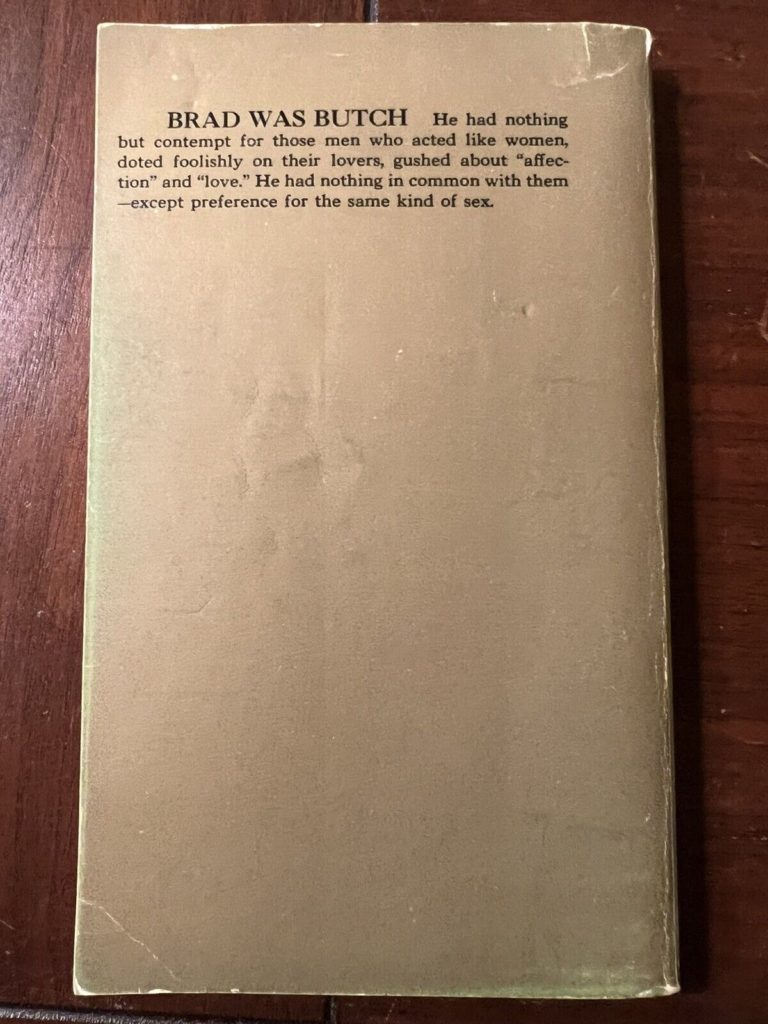 BRAD WAS BUTCH He had nothing
but contempt for those men who acted like women,
doted foolishly on their lovers, gushed about “affec-
tion” and “love.” He had nothing in common with them
—except preference for the same kind of sex.